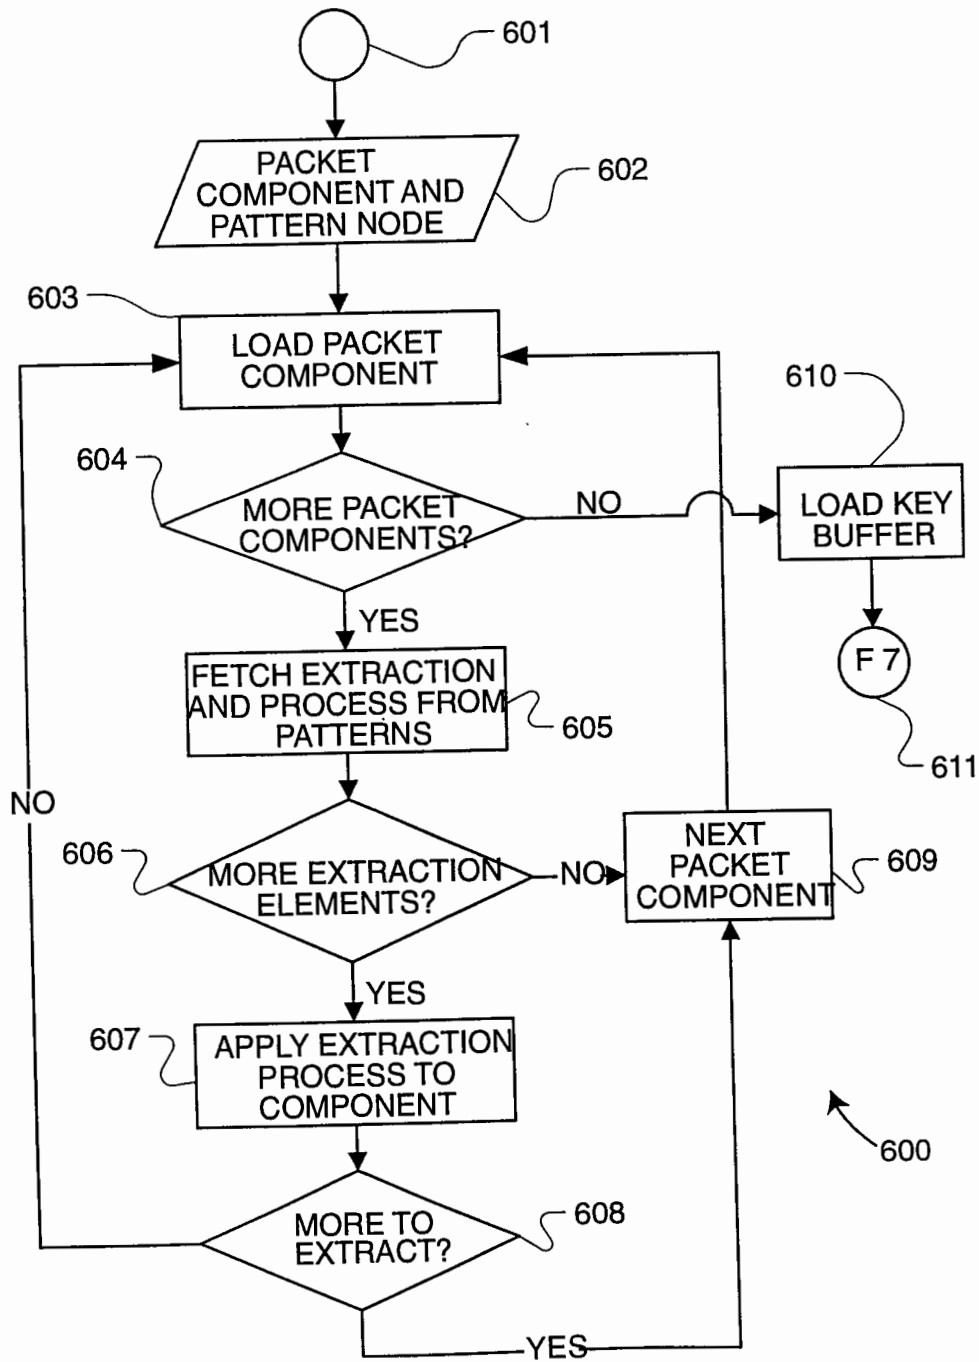 601
PACKET
COMPONENT AND
PATTERN NODE
602
603
LOAD PACKET
COMPONENT
610
604
MORE PACKET
COMPONENTS?
NO
LOAD KEY
BUFFER
YES
F 7
FETCH EXTRACTION
AND PROCESS FROM
PATTERNS
605
611
NO
606
MORE EXTRACTION
ELEMENTS?
NO
NEXT
PACKET
COMPONENT
609
YES
607
APPLY EXTRACTION
PROCESS TO
COMPONENT
600
MORE TO
EXTRACT?
608
YES